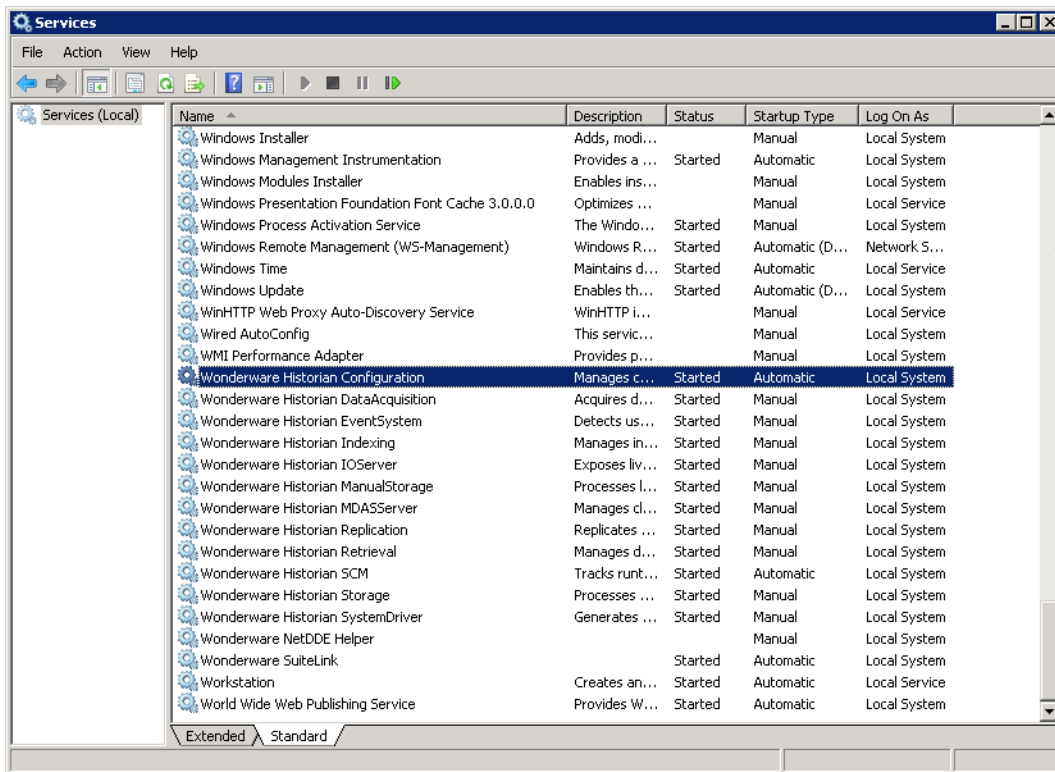 Services
File Action View Help
Services (Local)
Name Description Status Startup Type Log On As
Windows Installer Adds, modi... Manual Local System
Windows Management Instrumentation Provides a ... Started Automatic Local System
Windows Modules Installer Enables ins... Manual Local System
Windows Presentation Foundation Font Cache 3.0.0.0 Optimizes ... Manual Local Service
Windows Process Activation Service The Windo... Started Manual Local System
Windows Remote Management (WS-Management) Windows R... Started Automatic (D... Network S...
Windows Time Maintains d... Started Automatic Local Service
Windows Update Enables th... Started Automatic (D... Local System
WinHTTP Web Proxy Auto-Discovery Service WinHTTP i... Manual Local Service
Wired AutoConfig This servic... Manual Local System
WMI Performance Adapter Provides p... Manual Local System
Wonderware Historian Configuration Manages c... Started Automatic Local System
Wonderware Historian DataAcquisition Acquires d... Started Manual Local System
Wonderware Historian EventSystem Detects us... Started Manual Local System
Wonderware Historian Indexing Manages in... Started Manual Local System
Wonderware Historian IOServer Exposes liv... Started Manual Local System
Wonderware Historian ManualStorage Processes l... Started Manual Local System
Wonderware Historian MDASServer Manages cl... Started Manual Local System
Wonderware Historian Replication Replicates ... Started Manual Local System
Wonderware Historian Retrieval Manages d... Started Manual Local System
Wonderware Historian SCM Tracks runt... Started Automatic Local System
Wonderware Historian Storage Processes ... Started Manual Local System
Wonderware Historian SystemDriver Generates ... Started Manual Local System
Wonderware NetDDE Helper Manual Local System
Wonderware SuiteLink Started Automatic Local System
Workstation Creates an... Started Automatic Local Service
World Wide Web Publishing Service Provides W... Started Automatic Local System
Extended Standard